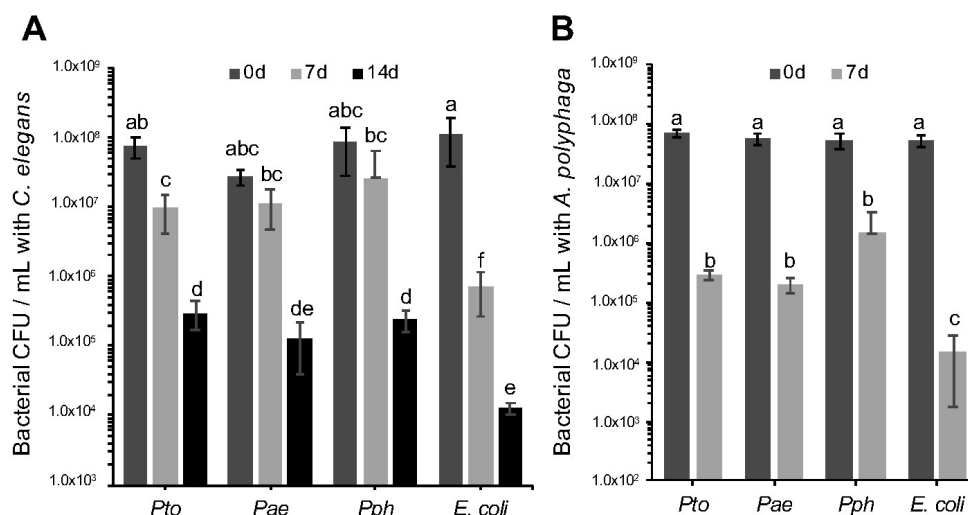 A
Bacterial CFU / mL with C. elegans
0d 7d 14d
1.0x10⁹
1.0x10⁸
1.0x10⁷
1.0x10⁶
1.0x10⁵
1.0x10⁴
1.0x10³
ab c d
abc bc de
abc bc d
a f e
Pto Pae Pph E. coli
B
Bacterial CFU / mL with A. polyphaga
0d 7d
1.0x10⁹
1.0x10⁸
1.0x10⁷
1.0x10⁶
1.0x10⁵
1.0x10⁴
1.0x10³
1.0x10²
a b
a b
a b
a c
Pto Pae Pph E. coli